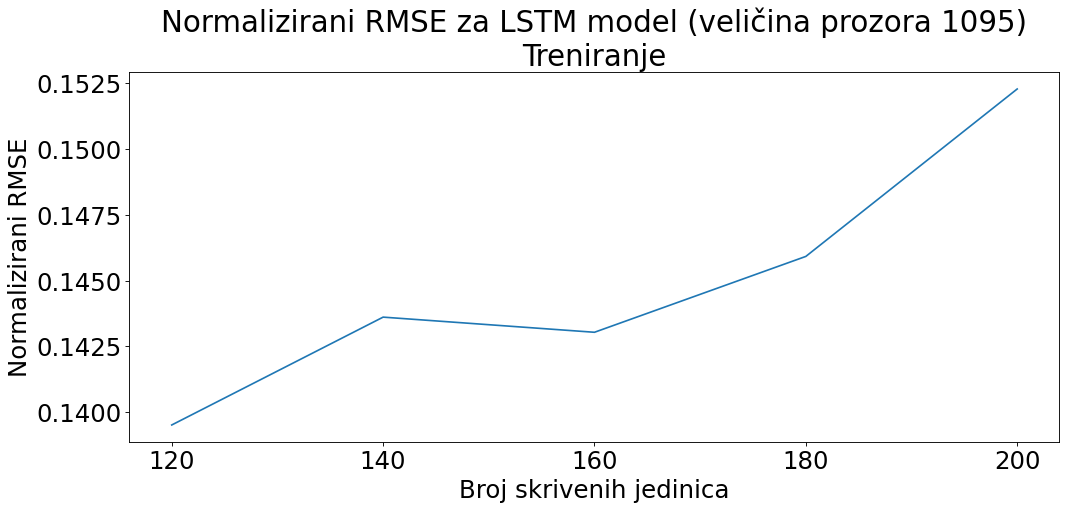 Normalizirani RMSE za LSTM model (veličina prozora 1095)
Treniranje
Normalizirani RMSE
0.1525
0.1500
0.1475
0.1450
0.1425
0.1400
120 140 160 180 200
Broj skrivenih jedinica